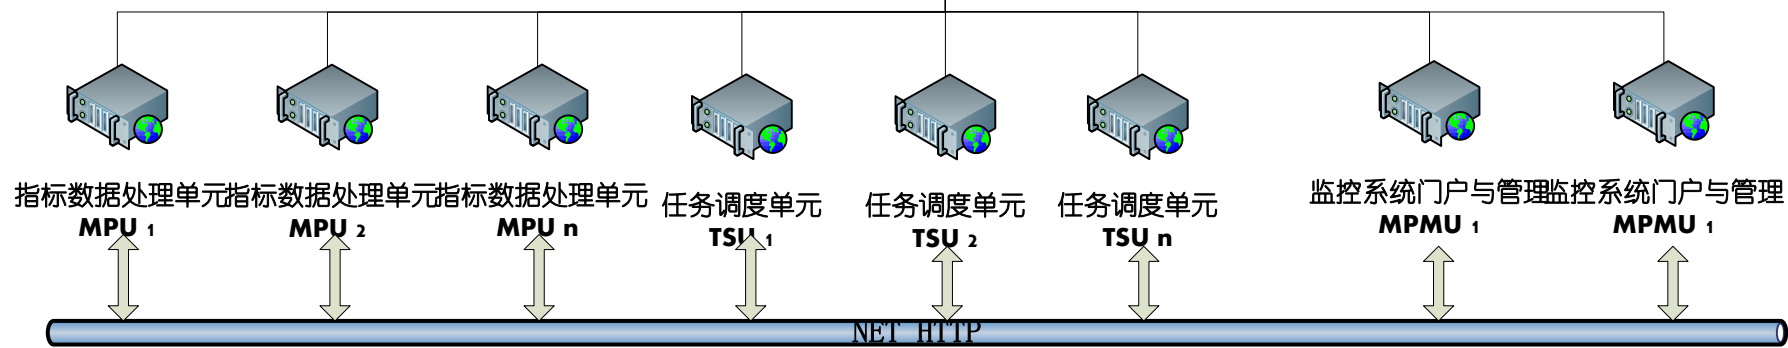 指标数据处理单元
MPU 1
指标数据处理单元
MPU 2
指标数据处理单元
MPU n
任务调度单元
TSU 1
任务调度单元
TSU 2
任务调度单元
TSU n
监控系统门户与管理
MPMU 1
监控系统门户与管理
MPMU 1
NET HTTP